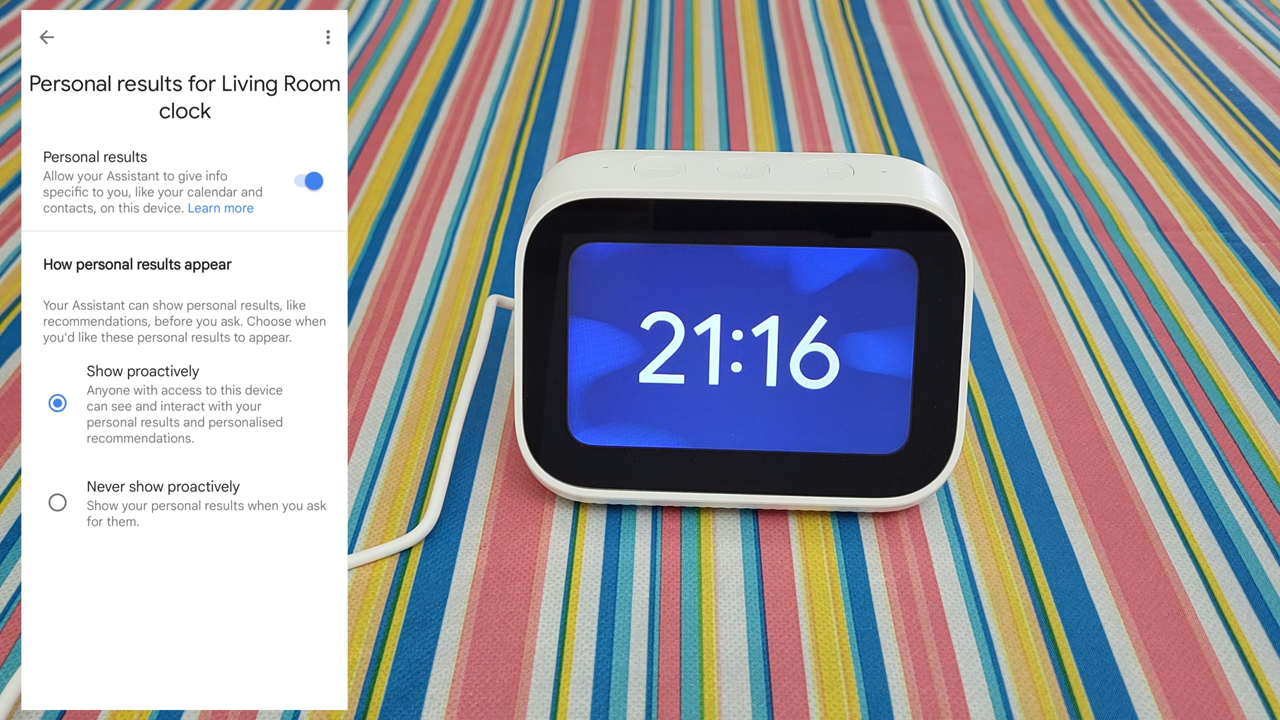 Personal results for Living Room
clock
Personal results
Allow your Assistant to give info
specific to you, like your calendar and
contacts, on this device. Learn more
How personal results appear
Your Assistant can show personal results, like
recommendations, before you ask. Choose when
you'd like these personal results to appear.
Show proactively
Anyone with access to this device
can see and interact with your
personal results and personalised
recommendations.
Never show proactively
Show your personal results when you ask
for them.
21:16